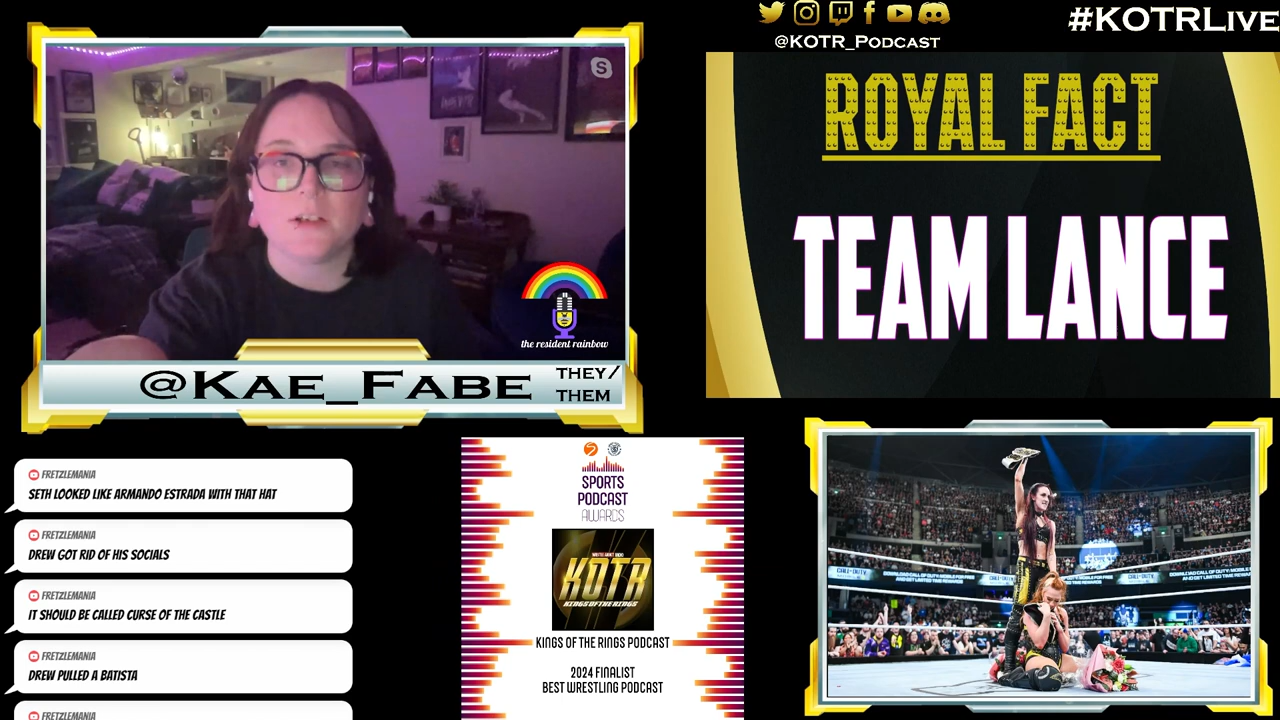 @KOTR_PODCAST
#KOTRLIVE
ROYAL FACT
TEAM LANCE
the resident rainbow
@KAE_FABE
THEY/
THEM
FRETZLEMANIA
SETH LOOKED LIKE ARMANDO ESTRADA WITH THAT HAT
FRETZLEMANIA
DREW GOT RID OF HIS SOCIALS
FRETZLEMANIA
IT SHOULD BE CALLED CURSE OF THE CASTLE
FRETZLEMANIA
DREW PULLED A BATISTA
FRETZLEMANIA
SPORTS
PODCAST
AWARDS
KOTR
KINGS OF THE RINGS
KINGS OF THE RINGS PODCAST
2024 FINALIST
BEST WRESTLING PODCAST
CALL OF DUTY